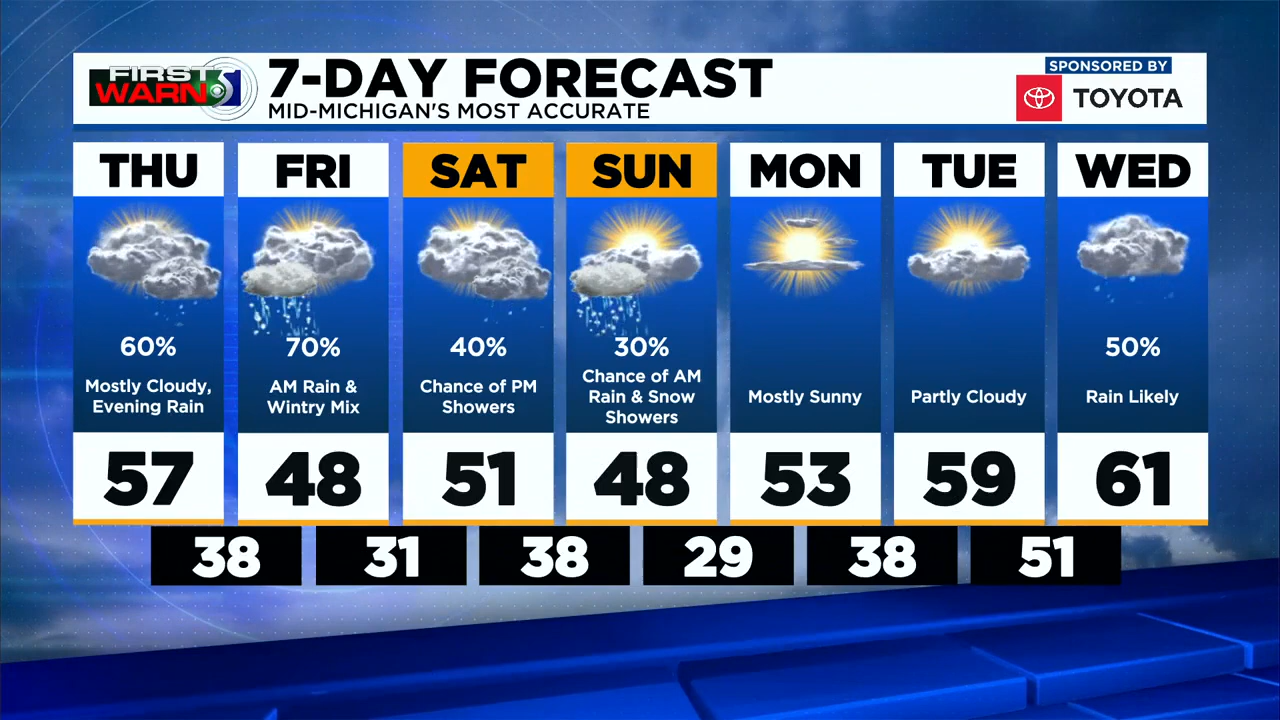 FIRST
WARN 5
7-DAY FORECAST
MID-MICHIGAN'S MOST ACCURATE
SPONSORED BY
TOYOTA
THU
60%
Mostly Cloudy,
Evening Rain
57
FRI
70%
AM Rain &
Wintry Mix
48
SAT
40%
Chance of PM
Showers
51
SUN
30%
Chance of AM
Rain & Snow
Showers
48
MON
Mostly Sunny
53
TUE
Partly Cloudy
59
WED
50%
Rain Likely
61
38
31
38
29
38
51